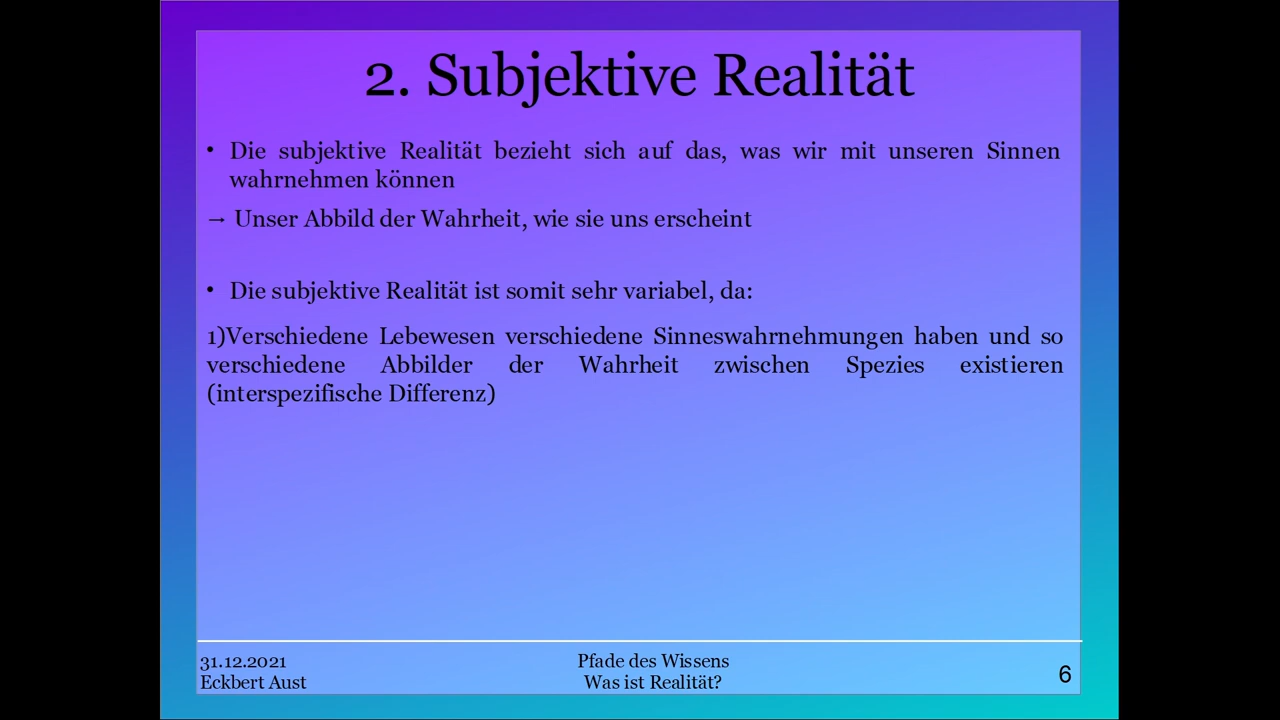 2. Subjektive Realität
• Die subjektive Realität bezieht sich auf das, was wir mit unseren Sinnen
wahrnehmen können
→ Unser Abbild der Wahrheit, wie sie uns erscheint
• Die subjektive Realität ist somit sehr variabel, da:
1)Verschiedene Lebewesen verschiedene Sinneswahrnehmungen haben und so
verschiedene Abbilder der Wahrheit zwischen Spezies existieren
(interspezifische Differenz)
31.12.2021
Eckbert Aust
Pfade des Wissens
Was ist Realität?
6